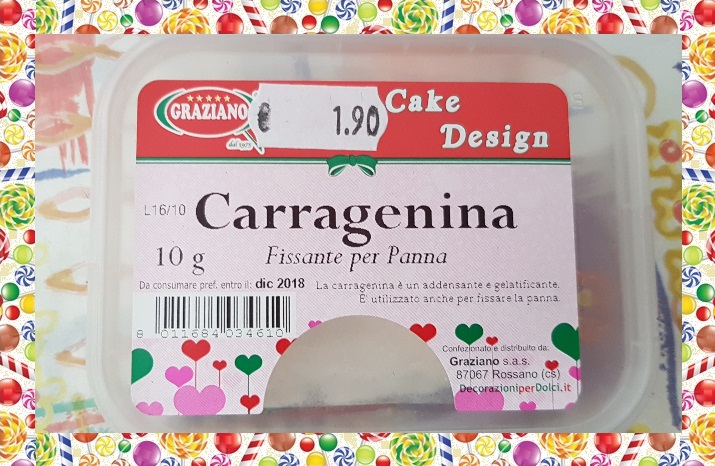 GRAZIANO
dal 1975
€ 1.90
Cake
Design
L16/10
Carragenina
10 g
Fissante per Panna
Da consumare pref. entro il: dic 2018
La carragenina è un addensante e gelatificante.
E' utilizzato anche per fissare la panna.
8 011684 034610
Confezionato e distribuito da:
Graziano s.a.s.
87067 Rossano (cs)
DecorazioniperDolci.it